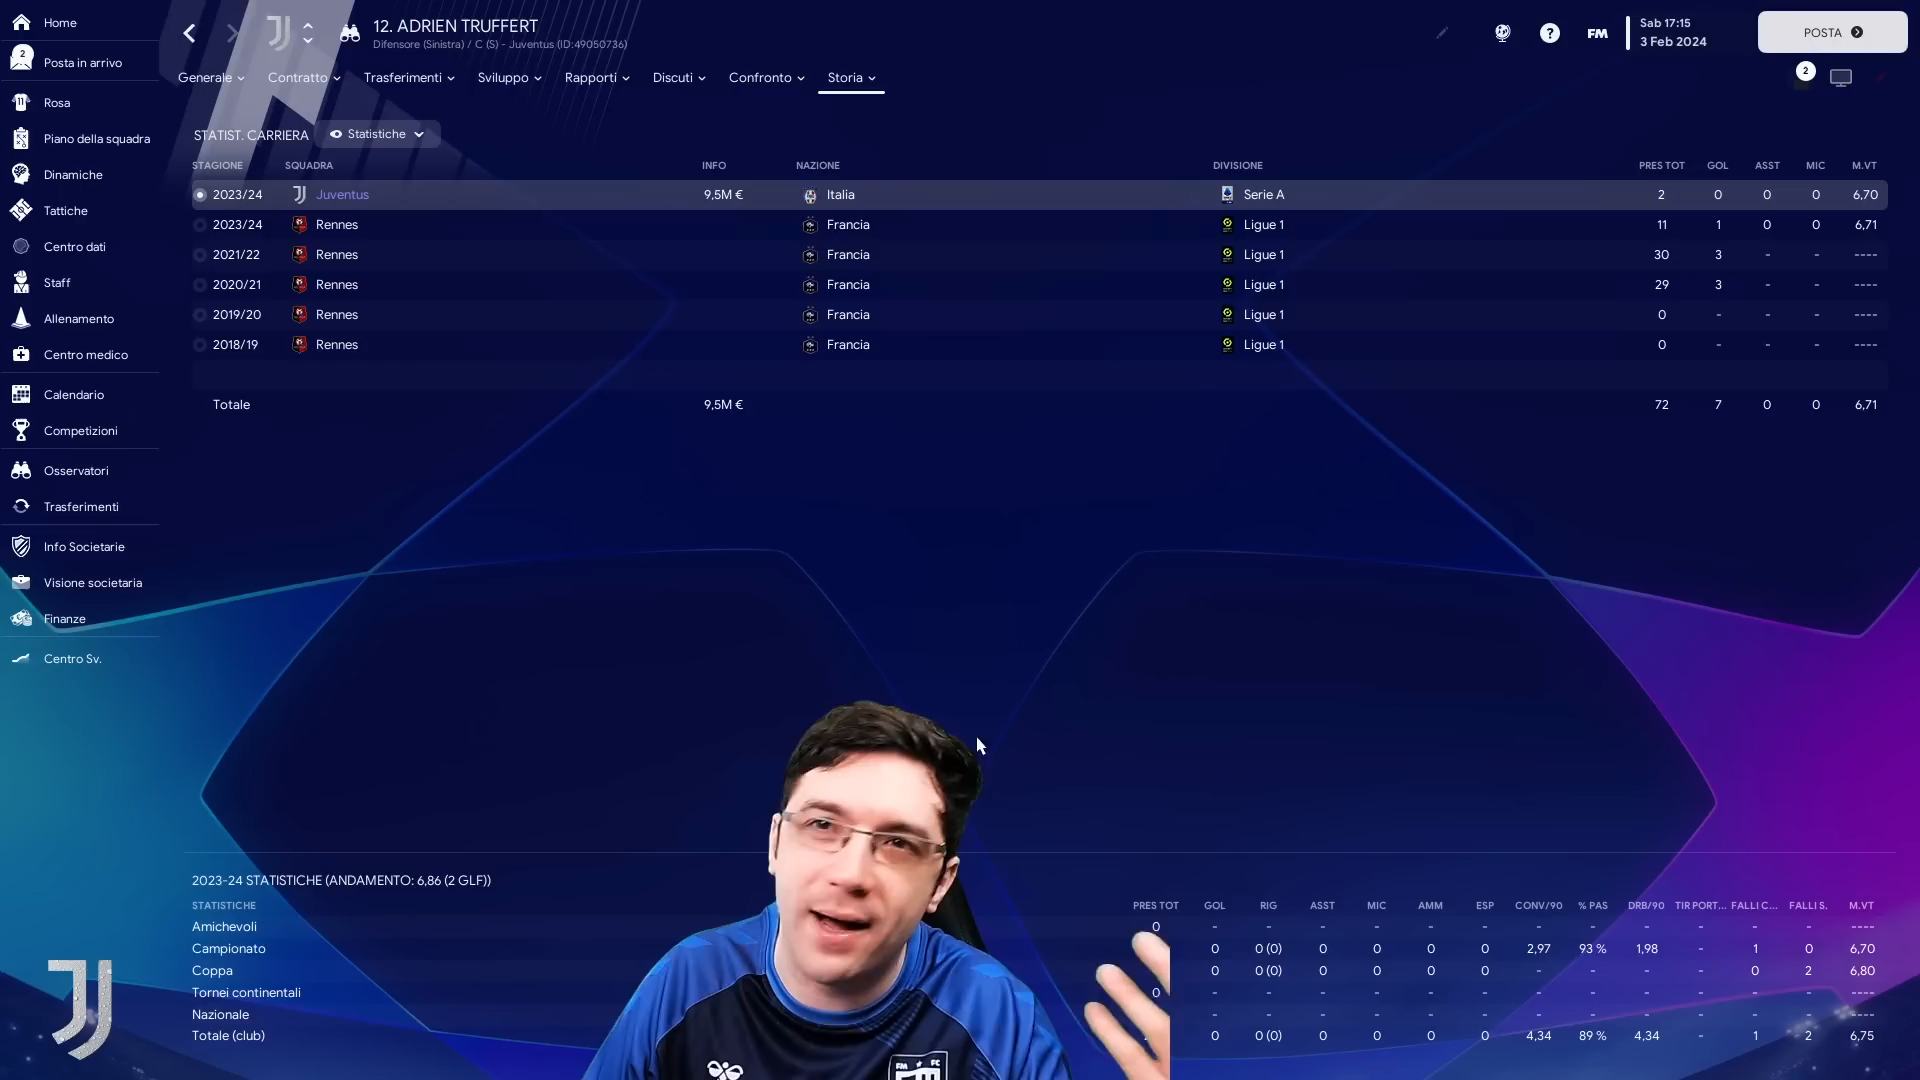 Home
2
Posta in arrivo
Rosa
Piano della squadra
Dinamiche
Tattiche
Centro dati
Staff
Allenamento
Centro medico
Calendario
Competizioni
Osservatori
Trasferimenti
Info Societarie
Visione societaria
Finanze
Centro Sv.
12. ADRIEN TRUFFERT
Difensore (Sinistra) / C (S) - Juventus (ID:49050736)
FM
Sab 17:15
3 Feb 2024
POSTA
2
Generale Contratto Trasferimenti Sviluppo Rapporti Discuti Confronto Storia
STATIST. CARRIERA Statistiche
STAGIONE SQUADRA INFO NAZIONE DIVISIONE PRES TOT GOL ASST MIC M.VT
2023/24 Juventus 9,5M € Italia Serie A 2 0 0 0 6,70
2023/24 Rennes Francia Ligue 1 11 1 0 0 6,71
2021/22 Rennes Francia Ligue 1 30 3 - - ----
2020/21 Rennes Francia Ligue 1 29 3 - - ----
2019/20 Rennes Francia Ligue 1 0 - - - ----
2018/19 Rennes Francia Ligue 1 0 - - - ----
Totale 9,5M € 72 7 0 0 6,71
2023-24 STATISTICHE (ANDAMENTO: 6,86 (2 GLF))
STATISTICHE PRES TOT GOL RIG ASST MIC AMM ESP CONV/90 % PAS DRB/90 TIR PORT... FALLI C... FALLI S. M.VT
Amichevoli 0 - - - - - - - - - - - - ----
Campionato 0 0 (0) 0 0 0 0 2,97 93 % 1,98 - 1 0 6,70
Coppa 0 0 (0) 0 0 0 0 - - - - 0 2 6,80
Tornei continentali 0 - - - - - - - - - - - - ----
Nazionale - - - - - - - - - - - - ----
Totale (club) 0 0 (0) 0 0 0 0 4,34 89 % 4,34 - 1 2 6,75
FM FC